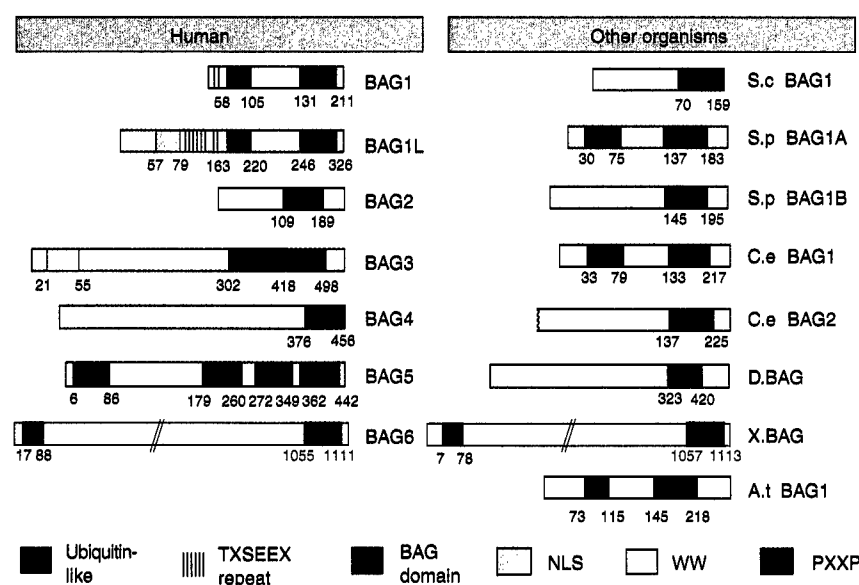 Human
BAG1
58 105 131 211
BAG1L
57 79 163 220 246 326
BAG2
109 189
BAG3
21 55 302 418 498
BAG4
376 456
BAG5
6 86 179 260 272 349 362 442
BAG6
17 88 1055 1111
Other organisms
S.c BAG1
70 159
S.p BAG1A
30 75 137 183
S.p BAG1B
145 195
C.e BAG1
33 79 133 217
C.e BAG2
137 225
D.BAG
323 420
X.BAG
7 78 1057 1113
A.t BAG1
73 115 145 218
Ubiquitin-
like
TXSEEX
repeat
BAG
domain
NLS
WW
PXXP